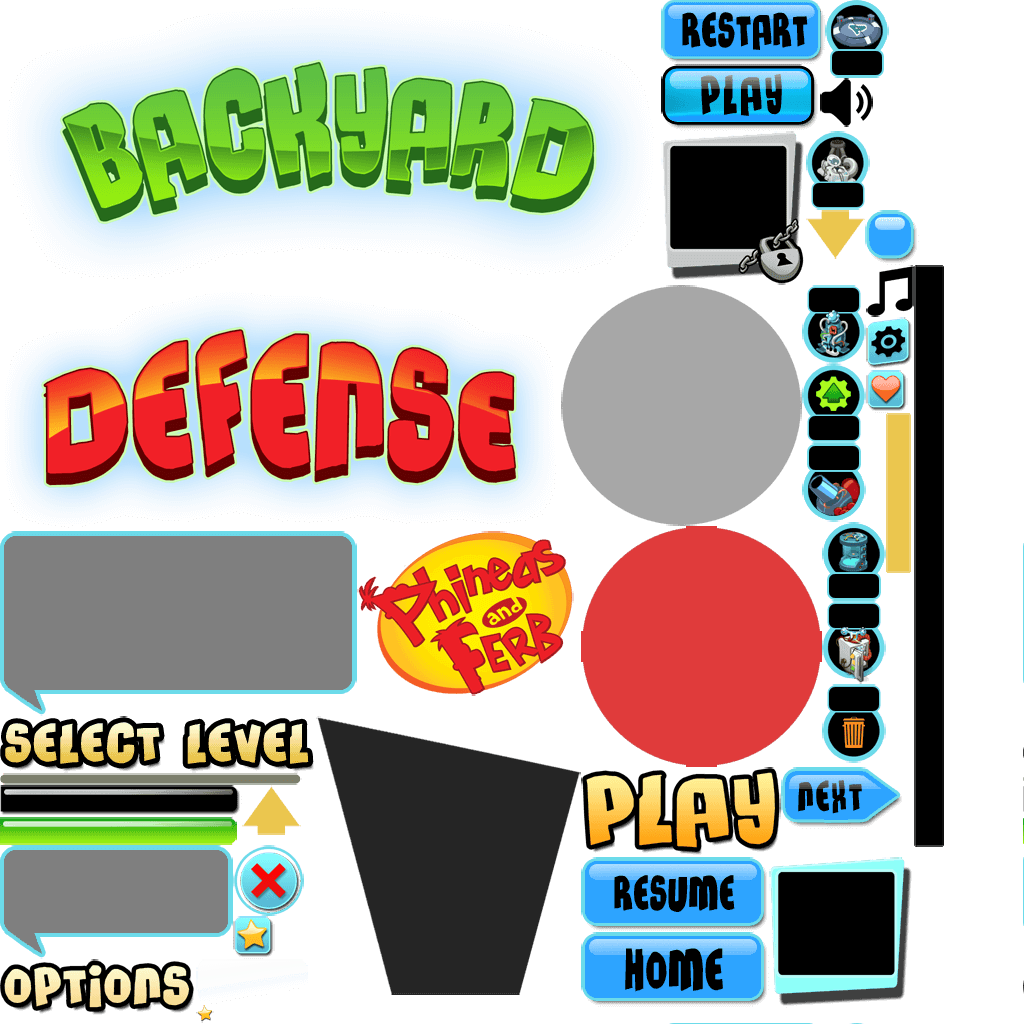 BACKYARD
DEFENSE
RESTART
PLAY
Phineas
and
FERB
SELECT LEVEL
PLAY
NEXT
RESUME
HOME
OPTIONS